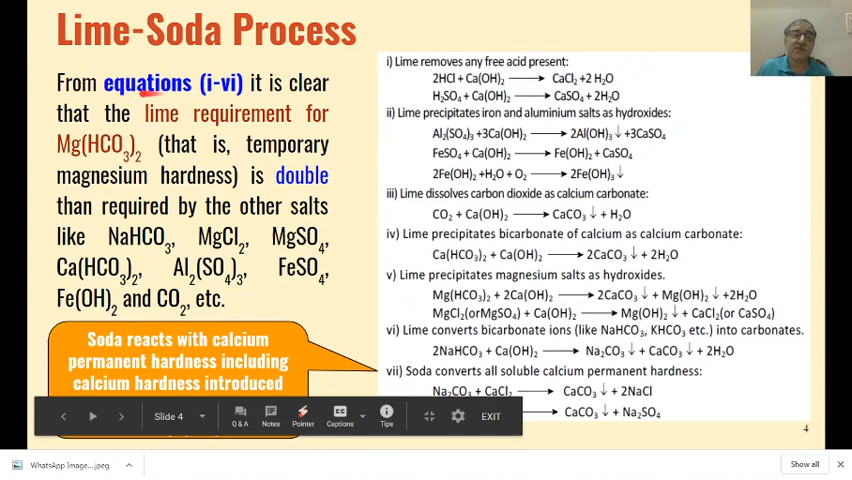 Lime-Soda Process
From equations (i-vi) it is clear
that the lime requirement for
Mg(HCO3)2 (that is, temporary
magnesium hardness) is double
than required by the other salts
like NaHCO3, MgCl2, MgSO4,
Ca(HCO3)2, Al2(SO4)3, FeSO4,
Fe(OH)2 and CO2, etc.
Soda reacts with calcium
permanent hardness including
calcium hardness introduced
i) Lime removes any free acid present:
2HCl + Ca(OH)2 ⟶ CaCl2 +2 H2O
H2SO4 + Ca(OH)2 ⟶ CaSO4 + 2H2O
ii) Lime precipitates iron and aluminium salts as hydroxides:
Al2(SO4)3 +3Ca(OH)2 ⟶ 2Al(OH)3 ↓ +3CaSO4
FeSO4 + Ca(OH)2 ⟶ Fe(OH)2 + CaSO4
2Fe(OH)2 +H2O + O2 ⟶ 2Fe(OH)3 ↓
iii) Lime dissolves carbon dioxide as calcium carbonate:
CO2 + Ca(OH)2 ⟶ CaCO3 ↓ + H2O
iv) Lime precipitates bicarbonate of calcium as calcium carbonate:
Ca(HCO3)2 + Ca(OH)2 ⟶ 2CaCO3 ↓ + 2H2O
v) Lime precipitates magnesium salts as hydroxides.
Mg(HCO3)2 + 2Ca(OH)2 ⟶ 2CaCO3 ↓ + Mg(OH)2 ↓ +2H2O
MgCl2(orMgSO4) + Ca(OH)2 ⟶ Mg(OH)2 ↓ + CaCl2(or CaSO4)
vi) Lime converts bicarbonate ions (like NaHCO3, KHCO3 etc.) into carbonates.
2NaHCO3 + Ca(OH)2 ⟶ Na2CO3 ↓ + CaCO3 ↓ + 2H2O
vii) Soda converts all soluble calcium permanent hardness:
Na2CO3 + CaCl2 ⟶ CaCO3 ↓ + 2NaCl
⟶ CaCO3 ↓ + Na2SO4
4
Slide 4
Q & A
Notes
Pointer
Captions
Tips
EXIT
WhatsApp Image....jpeg
Show all